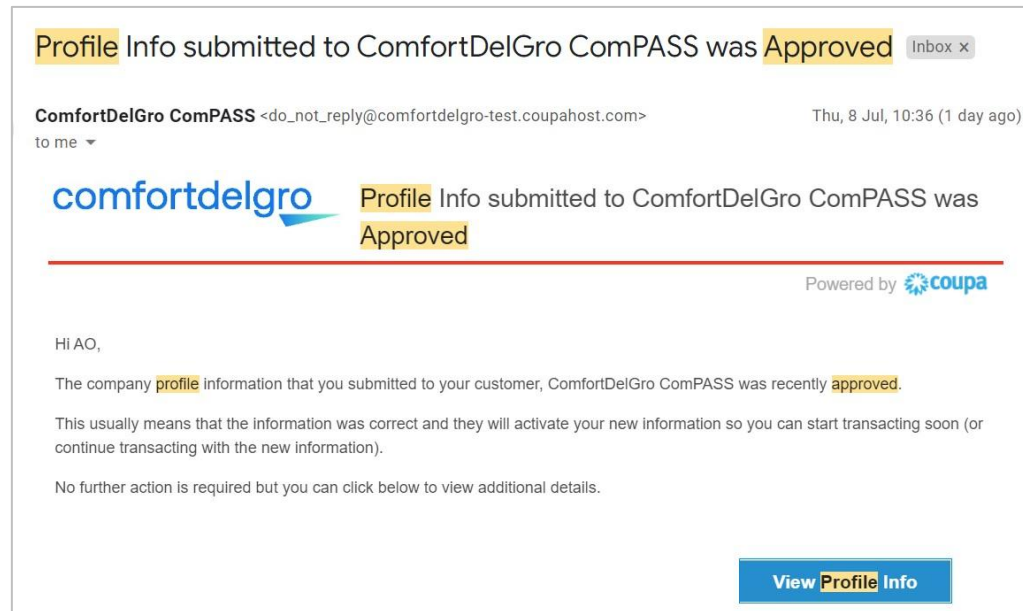 Profile Info submitted to ComfortDelGro ComPASS was Approved Inbox x
ComfortDelGro ComPASS <do_not_reply@comfortdelgro-test.coupahost.com> Thu, 8 Jul, 10:36 (1 day ago)
to me
comfortdelgro
Profile Info submitted to ComfortDelGro ComPASS was
Approved
Powered by coupa
Hi AO,
The company profile information that you submitted to your customer, ComfortDelGro ComPASS was recently approved.
This usually means that the information was correct and they will activate your new information so you can start transacting soon (or
continue transacting with the new information).
No further action is required but you can click below to view additional details.
View Profile Info